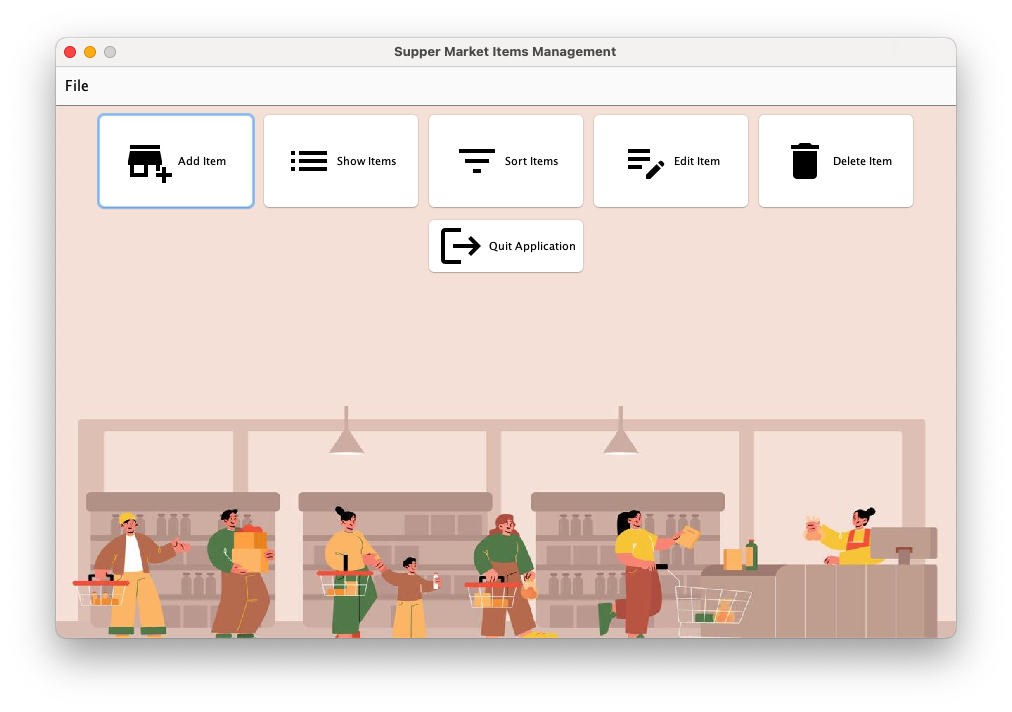 Supper Market Items Management
File
Add Item
Show Items
Sort Items
Edit Item
Delete Item
Quit Application